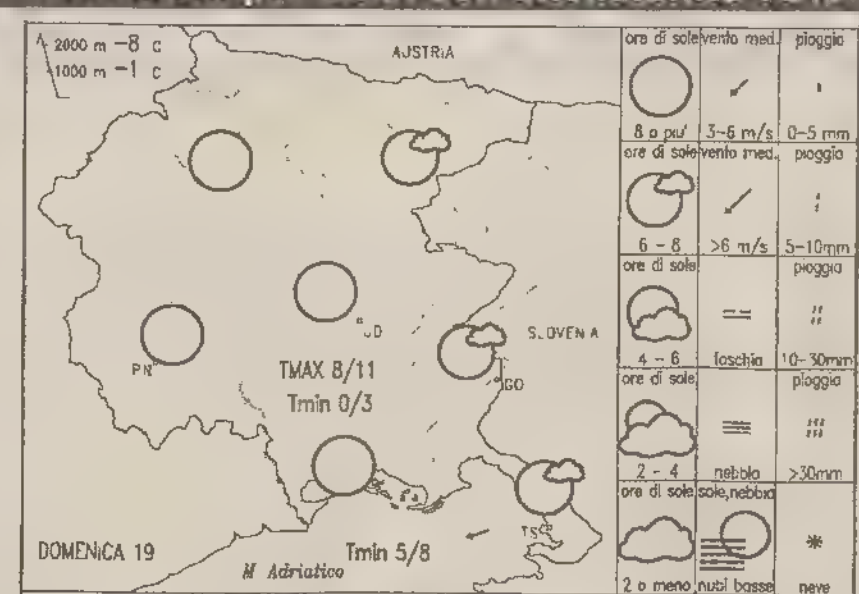 2000 m -8 C
1000 m -1 C
AUSTRIA
SLOVENIA
UD
PN
GO
TS
TMAX 8/11
Tmin 0/3
Tmin 5/8
DOMENICA 19
M Adriatico
ore di sole vento med. pioggia
8 o piu' 3-6 m/s 0-5 mm
ore di sole vento med. pioggia
6 - 8 >6 m/s 5-10mm
ore di sole pioggia
4 - 6 foschia 10-30mm
ore di sole pioggia
2 - 4 nebbia >30mm
ore di sole sole,nebbia
2 o meno nubi basse neve